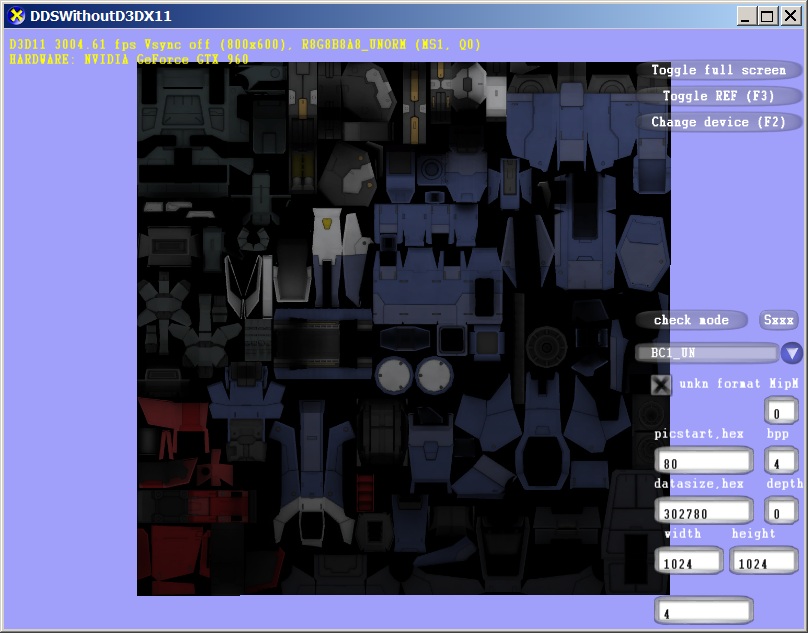 DDSWithoutD3DX11
D3D11 3004.61 fps Vsync off (800x600), R8G8B8A8_UNORM (MS1, Q0)
HARDWARE: NVIDIA GeForce GTX 960
Toggle full screen
Toggle REF (F3)
Change device (F2)
check mode
Sxxx
BC1_UN
unkn format MipM
0
picstart,hex bpp
80
4
datasize,hex depth
302780
0
width height
1024
1024
4